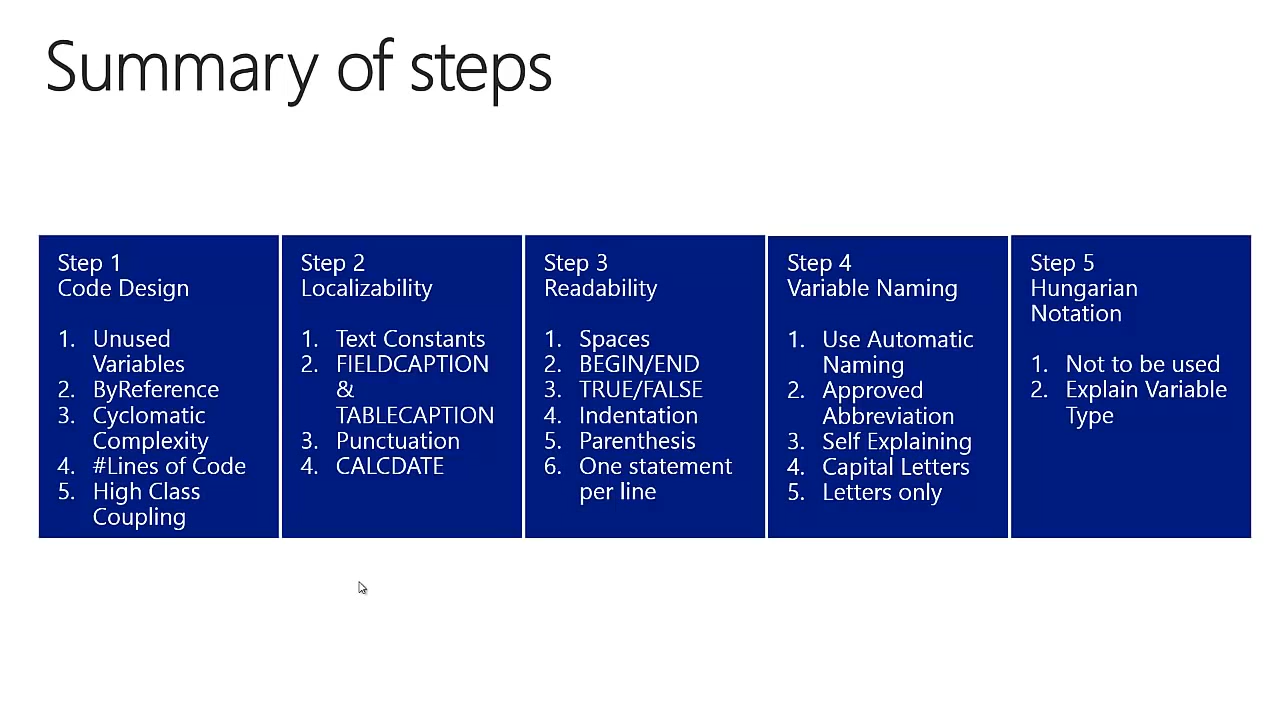 Summary of steps
Step 1
Code Design
1. Unused
Variables
2. ByReference
3. Cyclomatic
Complexity
4. #Lines of Code
5. High Class
Coupling
Step 2
Localizability
1. Text Constants
2. FIELDCAPTION
&
TABLECAPTION
3. Punctuation
4. CALCDATE
Step 3
Readability
1. Spaces
2. BEGIN/END
3. TRUE/FALSE
4. Indentation
5. Parenthesis
6. One statement
per line
Step 4
Variable Naming
1. Use Automatic
Naming
2. Approved
Abbreviation
3. Self Explaining
4. Capital Letters
5. Letters only
Step 5
Hungarian
Notation
1. Not to be used
2. Explain Variable
Type